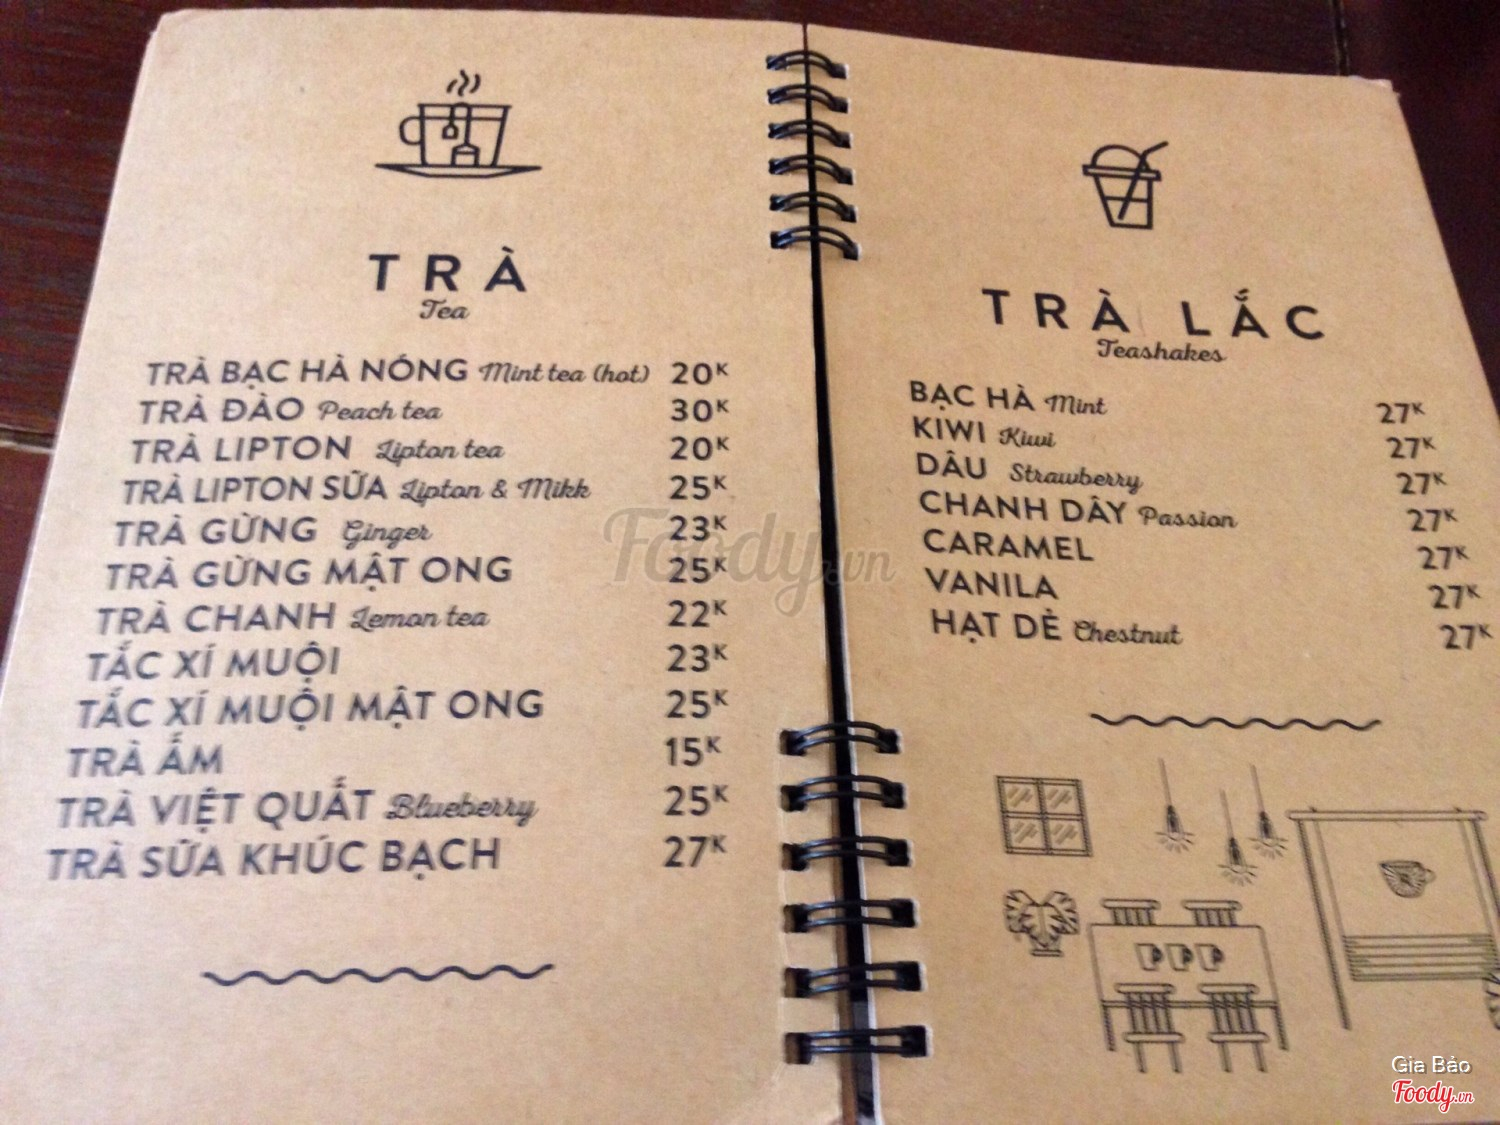 TRÀ
Tea
TRÀ BẠC HÀ NÓNG Mint tea (hot) 20K
TRÀ ĐÀO Peach tea 30K
TRÀ LIPTON Lipton tea 20K
TRÀ LIPTON SỮA Lipton & Mikk 25K
TRÀ GỪNG Ginger 23K
TRÀ GỪNG MẬT ONG 25K
TRÀ CHANH Lemon tea 22K
TẮC XÍ MUỘI 23K
TẮC XÍ MUỘI MẬT ONG 25K
TRÀ ẤM 15K
TRÀ VIỆT QUẤT Blueberry 25K
TRÀ SỮA KHÚC BẠCH 27K
TRÀ LẮC
Teashakes
BẠC HÀ Mint 27K
KIWI Kiwi 27K
DÂU Strawberry 27K
CHANH DÂY Passion 27K
CARAMEL 27K
VANILA 27K
HẠT DẺ Chestnut 27K
Foody.vn
Gia Bảo
Foody.vn